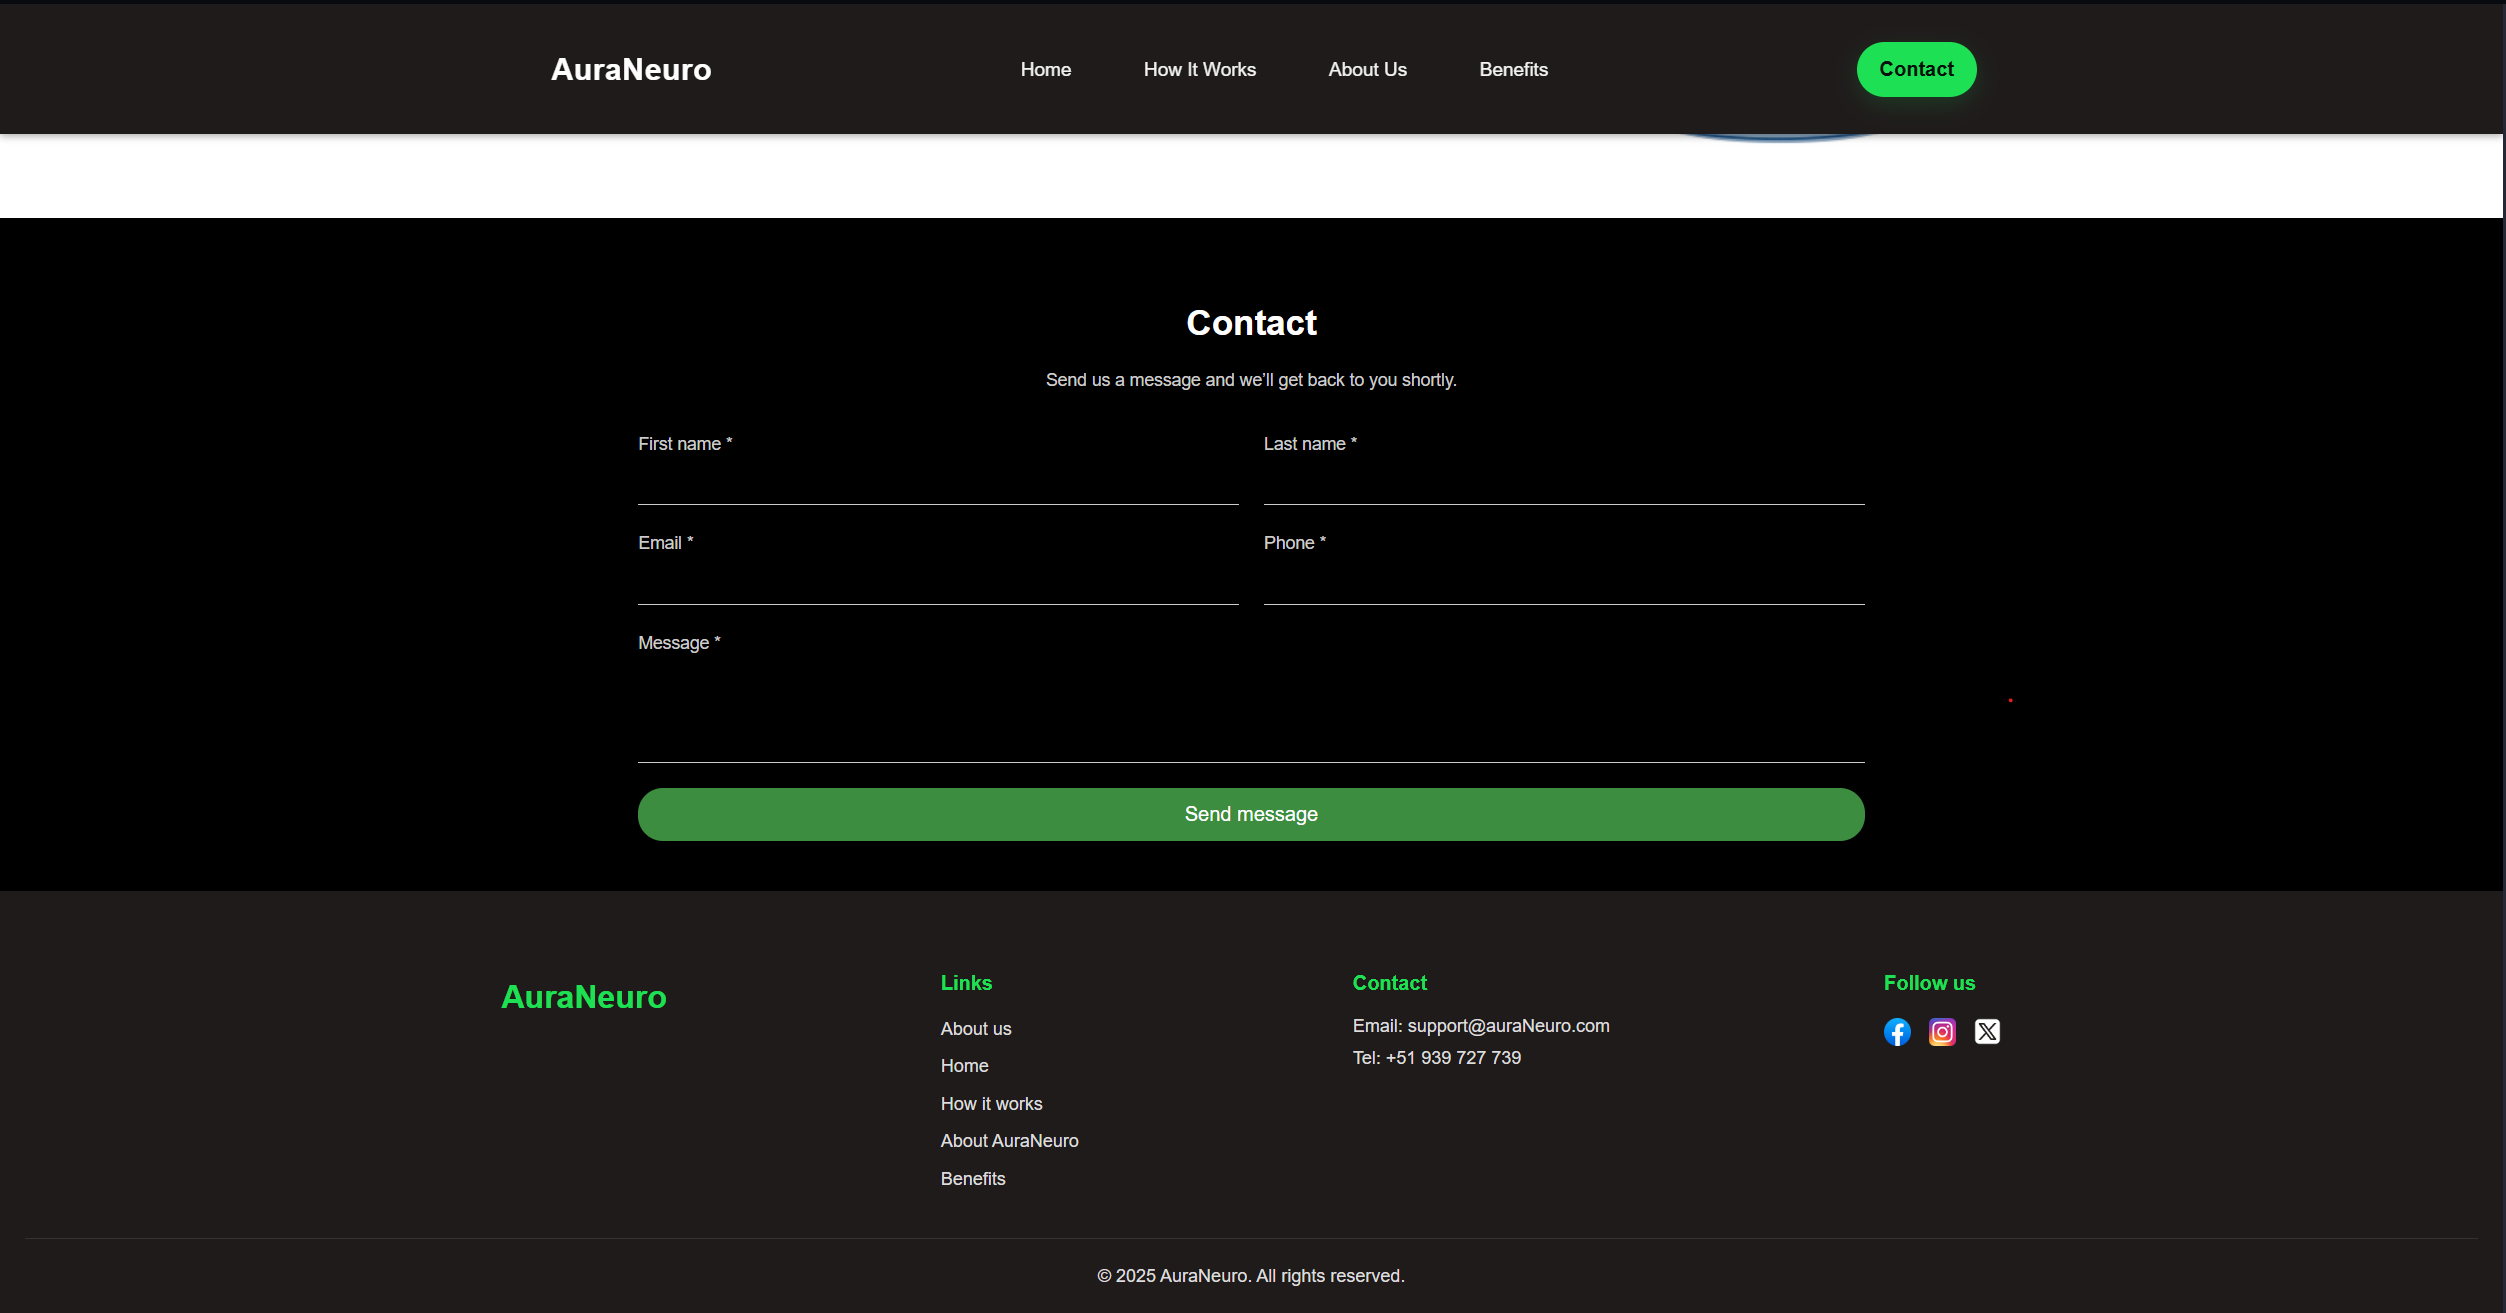 AuraNeuro
Home How It Works About Us Benefits
Contact
Contact
Send us a message and we’ll get back to you shortly.
First name *
Last name *
Email *
Phone *
Message *
Send message
AuraNeuro
Links
About us
Home
How it works
About AuraNeuro
Benefits
Contact
Email: support@auraNeuro.com
Tel: +51 939 727 739
Follow us
© 2025 AuraNeuro. All rights reserved.